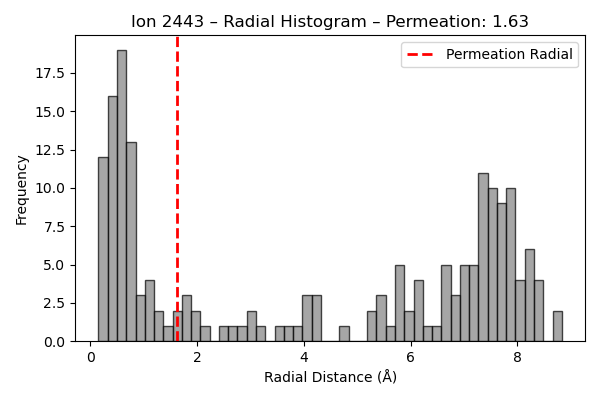 Ion 2443 – Radial Histogram – Permeation: 1.63
Permeation Radial
Frequency
17.5
15.0
12.5
10.0
7.5
5.0
2.5
0.0
0 2 4 6 8
Radial Distance (Å)